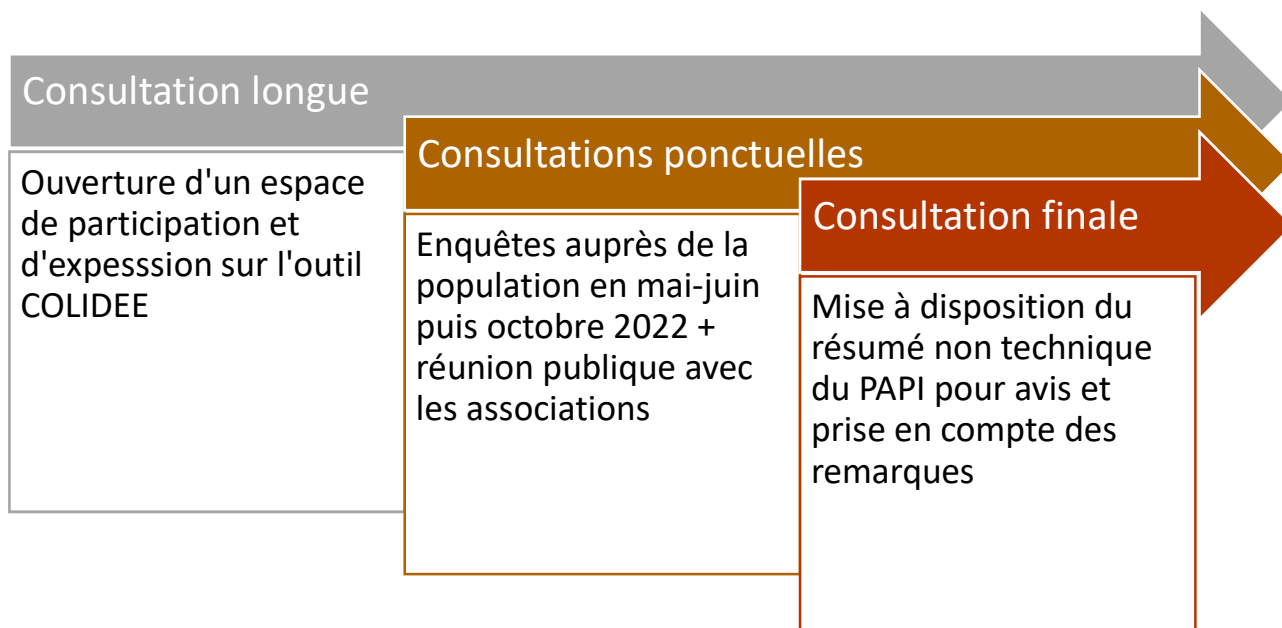 Consultation longue
Ouverture d'un espace
de participation et
d'expesssion sur l'outil
COLIDEE
Consultations ponctuelles
Enquêtes auprès de la
population en mai-juin
puis octobre 2022 +
réunion publique avec
les associations
Consultation finale
Mise à disposition du
résumé non technique
du PAPI pour avis et
prise en compte des
remarques